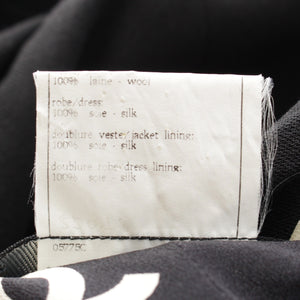 100% laine - wool
robe/dress:
100% soie - silk
doublure veste/jacket lining:
100% soie - silk
doublure robe/dress lining:
100% soie - silk
05775C